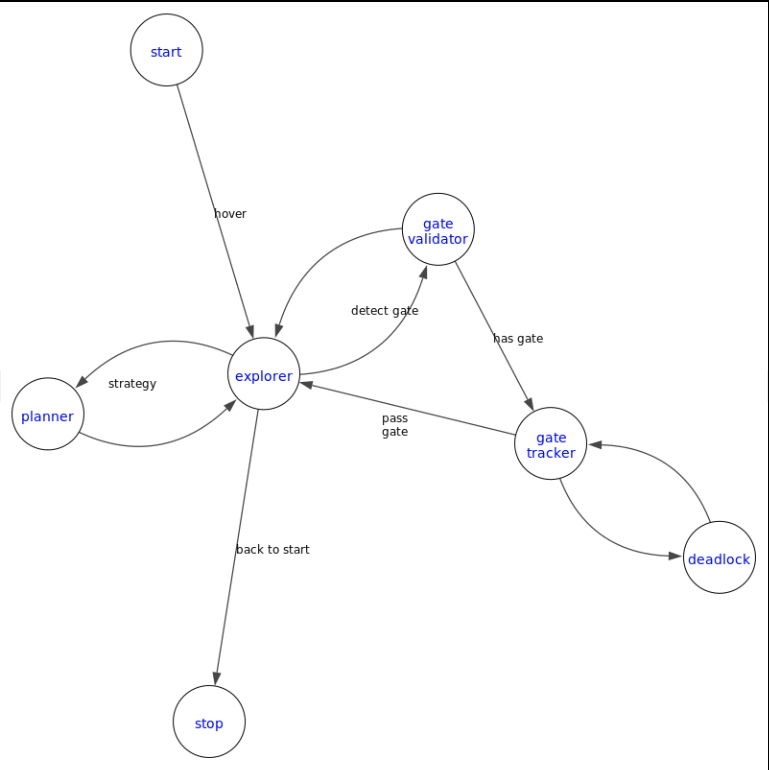 start
hover
gate
validator
detect gate
has gate
explorer
strategy
planner
pass
gate
gate
tracker
back to start
deadlock
stop